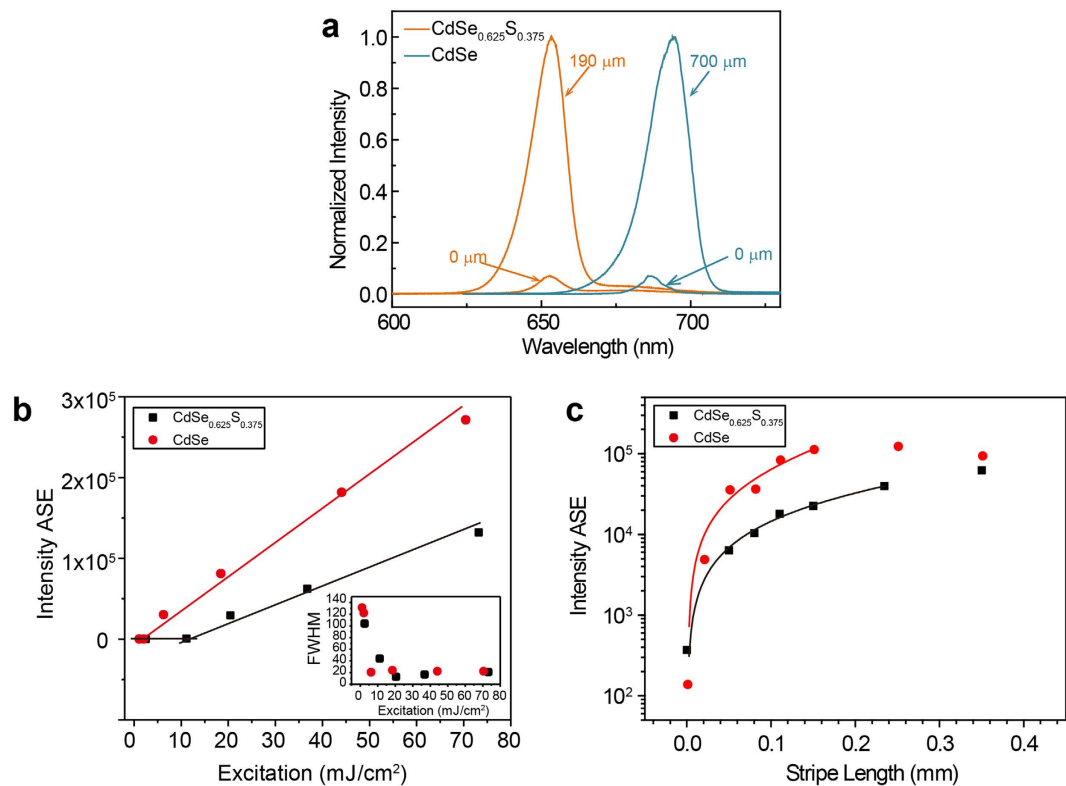 a
CdSe0.625S0.375
CdSe
190 μm
700 μm
0 μm
0 μm
1.0
0.8
0.6
0.4
0.2
0.0
Normalized Intensity
600
650
700
Wavelength (nm)
b
CdSe0.625S0.375
CdSe
3x10⁵
2x10⁵
1x10⁵
0
Intensity ASE
0
10
20
30
40
50
60
70
80
Excitation (mJ/cm²)
140
120
100
80
60
40
20
0
FWHM
0 10 20 30 40 50 60 70 80
Excitation (mJ/cm²)
c
CdSe0.625S0.375
CdSe
10⁵
10⁴
10³
10²
Intensity ASE
0.0
0.1
0.2
0.3
0.4
Stripe Length (mm)